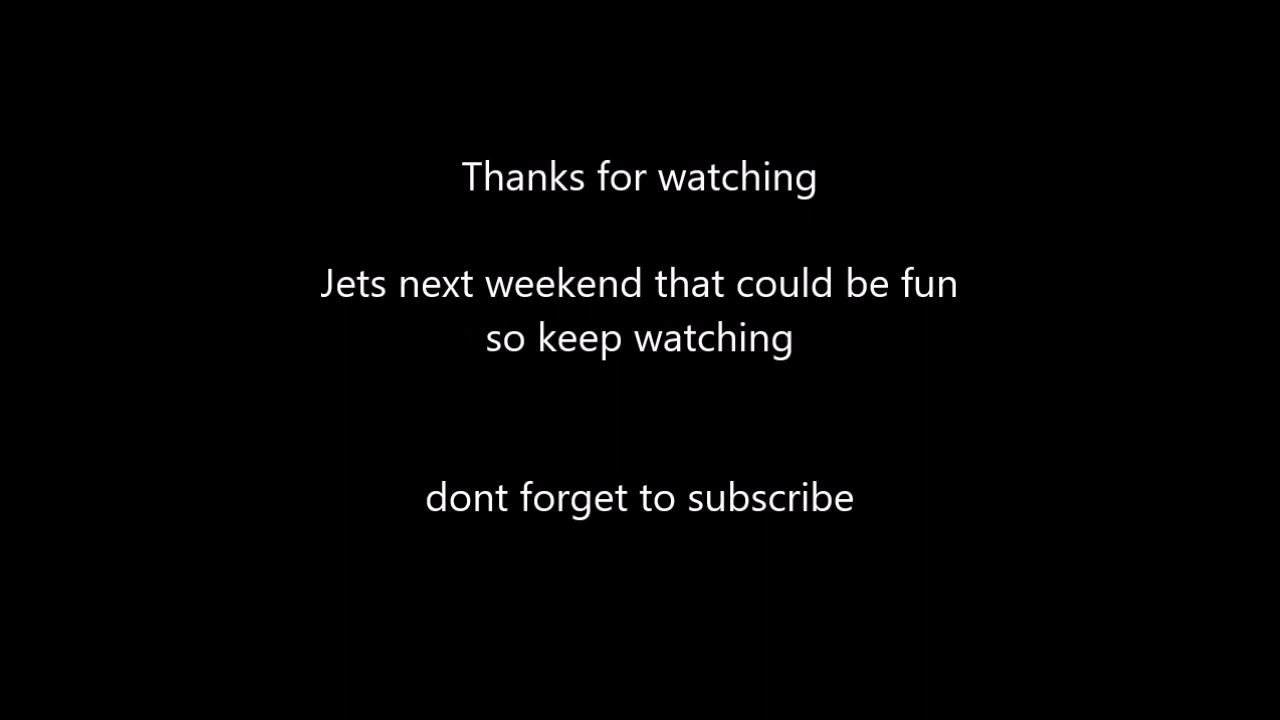 Thanks for watching
Jets next weekend that could be fun
so keep watching
dont forget to subscribe